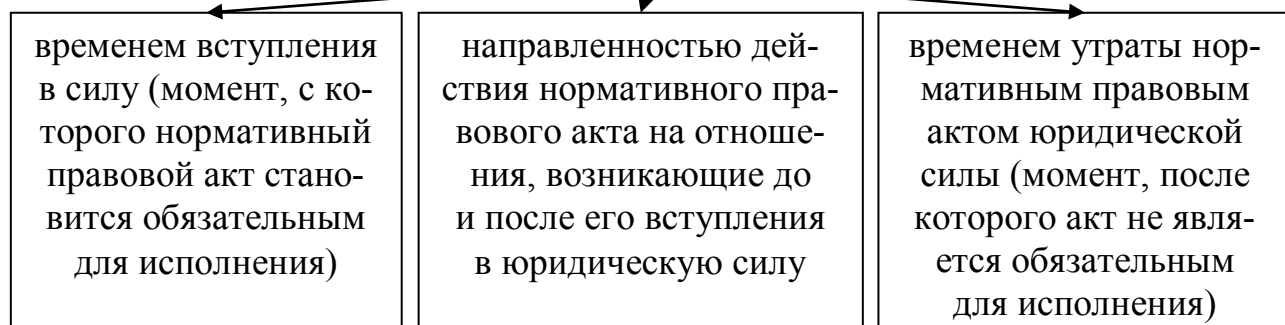 временем вступления
в силу (момент, с ко-
торого нормативный
правовой акт стано-
вится обязательным
для исполнения)
направленностью дей-
ствия нормативного пра-
вового акта на отноше-
ния, возникающие до
и после его вступления
в юридическую силу
временем утраты нор-
мативным правовым
актом юридической
силы (момент, после
которого акт не явля-
ется обязательным
для исполнения)